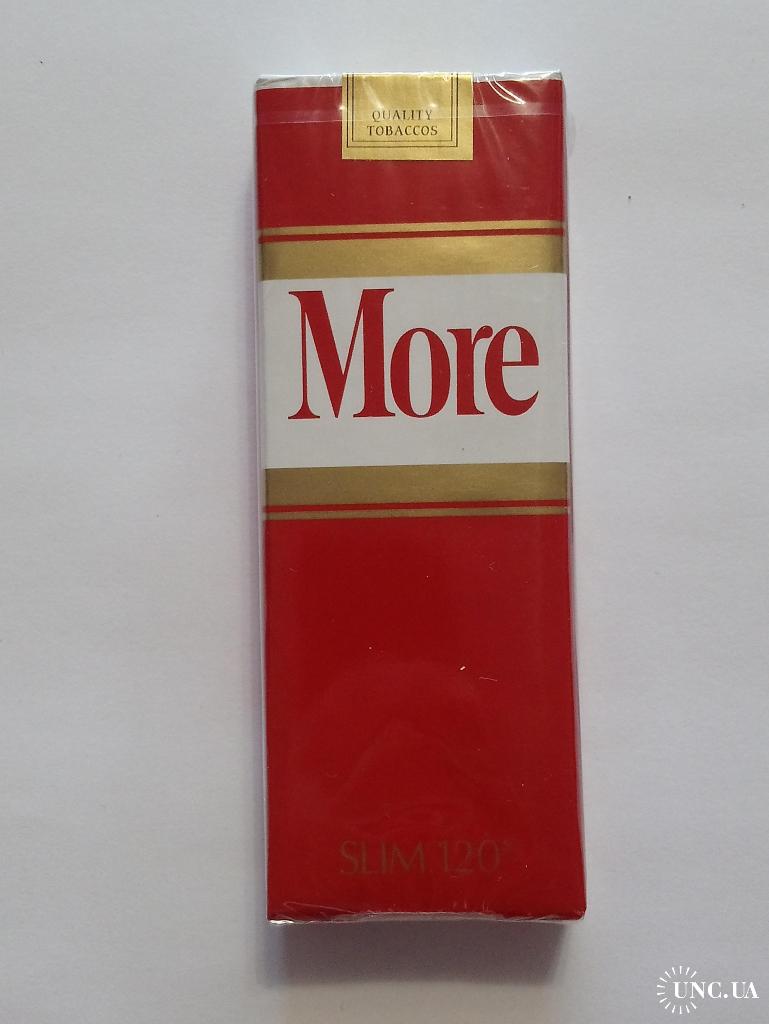 QUALITY
TOBACCOS
More
SLIM 120's
UNC.UA